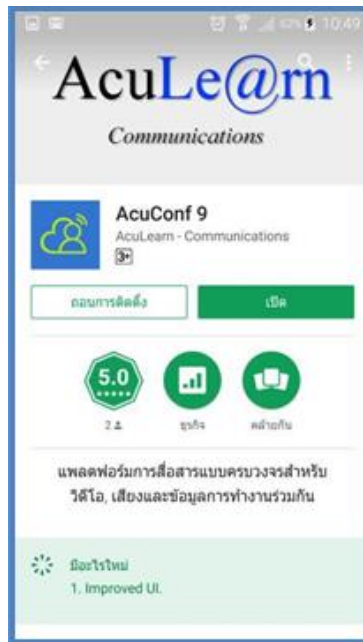 62% 10:49
AcuLe@rn
Communications
AcuConf 9
AcuLearn - Communications
3+
ถอนการติดตั้ง
เปิด
5.0
2
ธุรกิจ
คล้ายกัน
แพลตฟอร์มการสื่อสารแบบครบวงจรสำหรับ
วิดีโอ, เสียงและข้อมูลการทำงานร่วมกัน
มีอะไรใหม่
1. Improved UI.